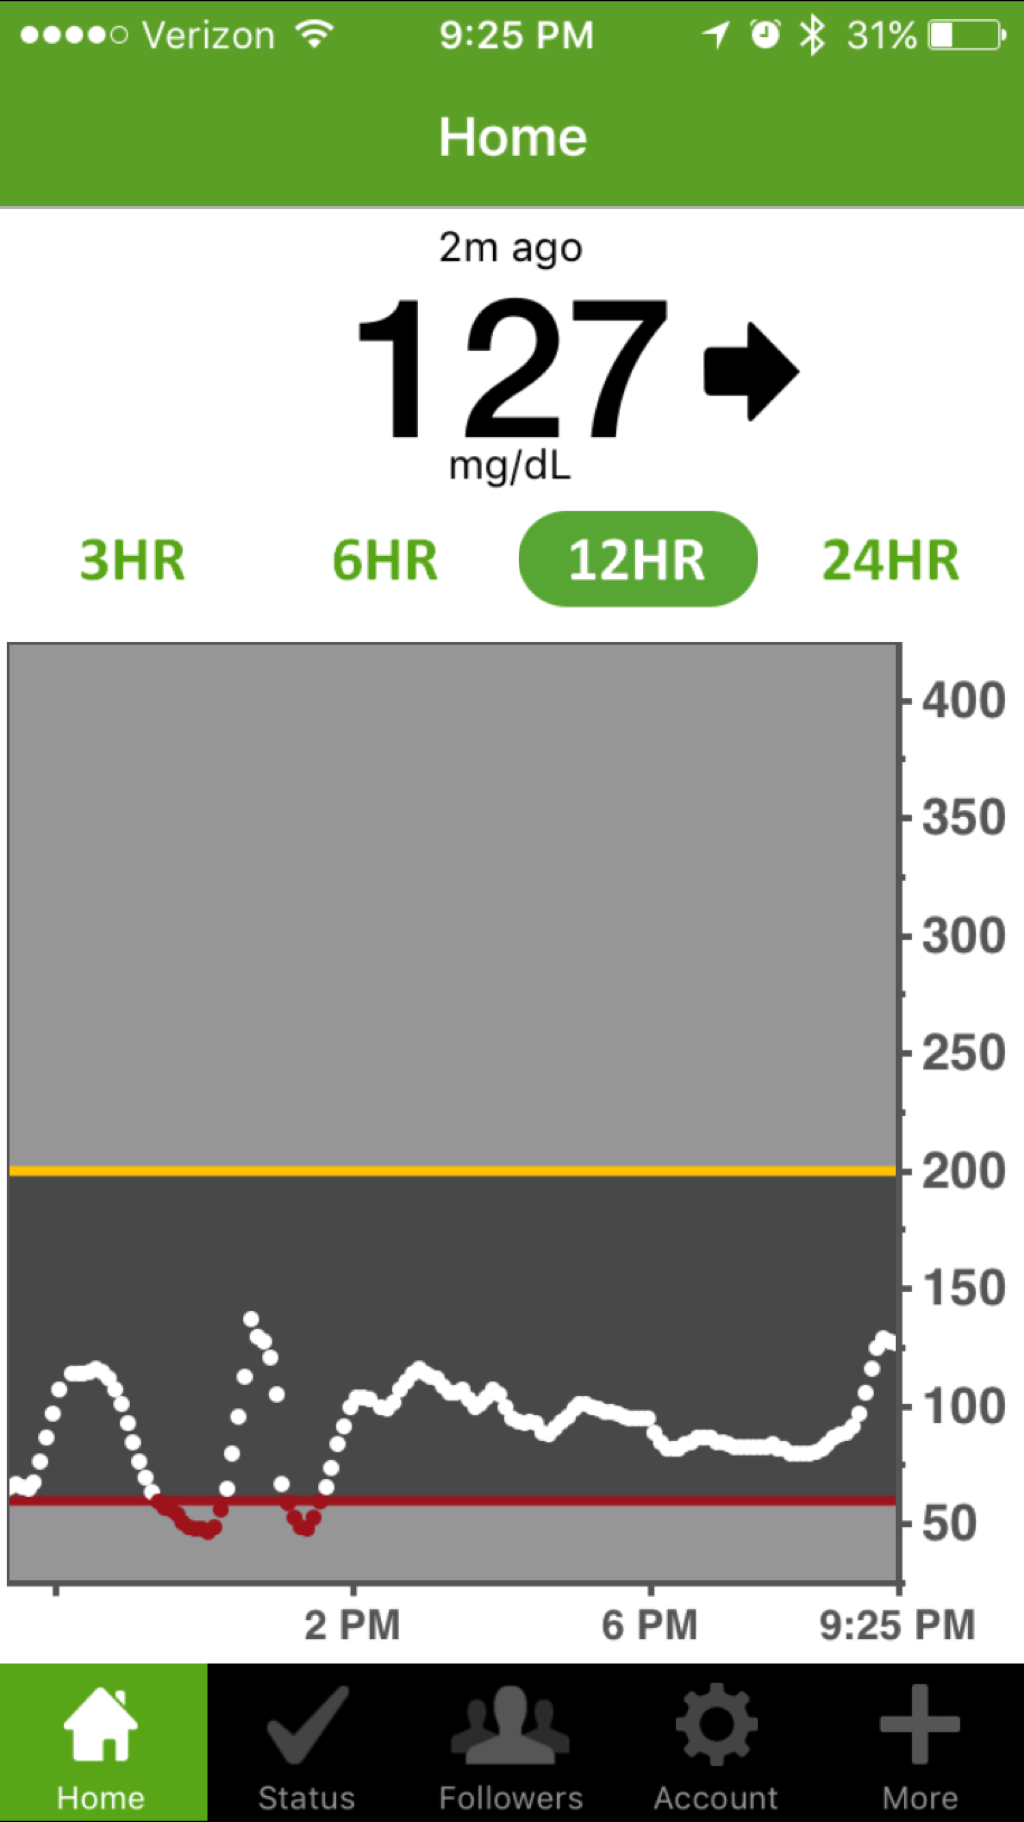 Verizon 9:25 PM 31%
Home
2m ago
127
mg/dL
3HR 6HR 12HR 24HR
400
350
300
250
200
150
100
50
2 PM 6 PM 9:25 PM
Home Status Followers Account More